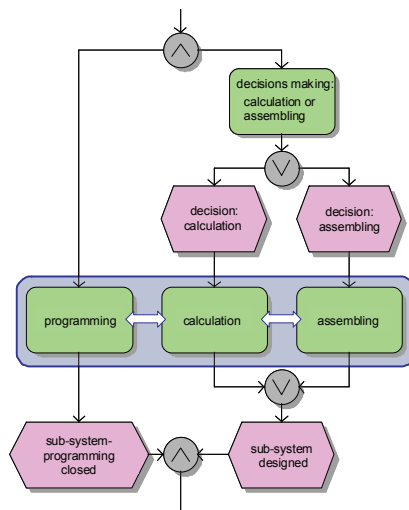 decisions making:
calculation or
assembling
decision:
calculation
decision:
assembling
programming
calculation
assembling
sub-system-
programming
closed
sub-system
designed